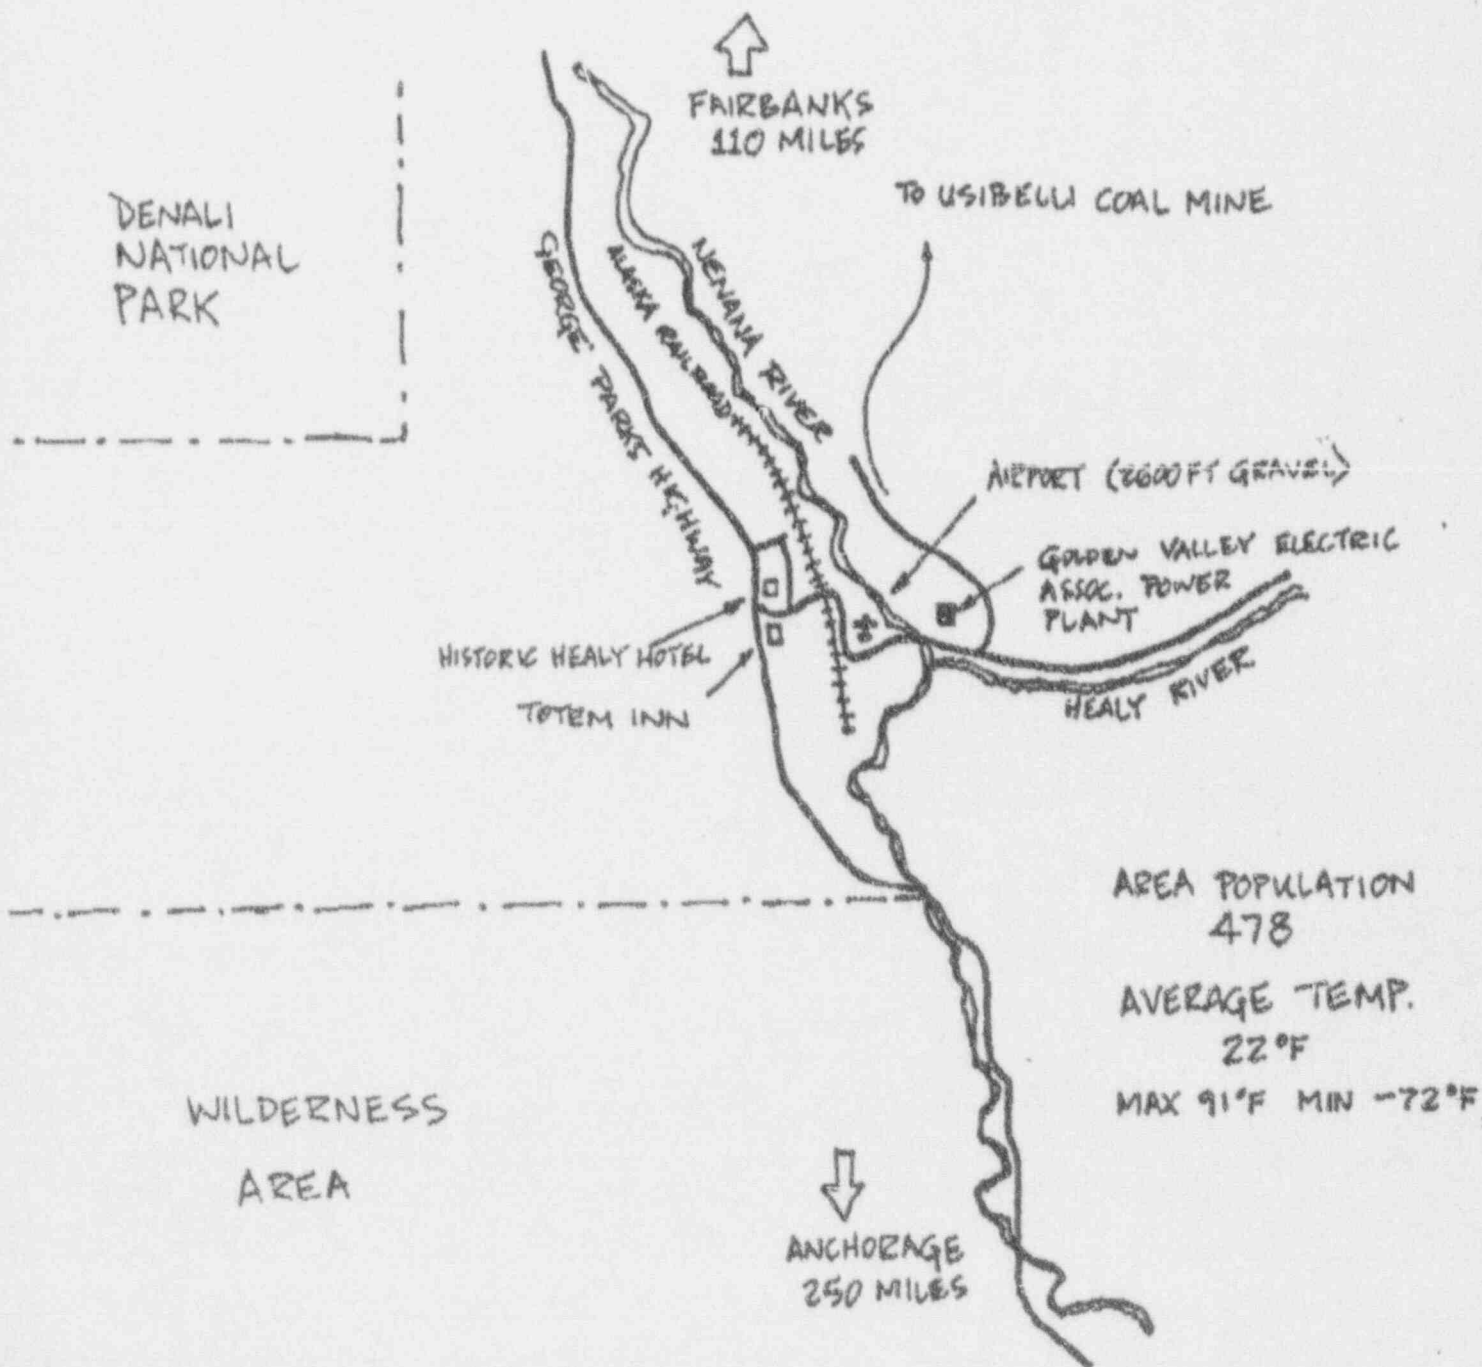 FAIRBANKS
110 MILES
TO USIBELLI COAL MINE
DENALI
NATIONAL
PARK
GEORGE PARKS HIGHWAY
ALASKA RAILROAD
NENANA RIVER
AIRPORT (2600FT GRAVEL)
GOLDEN VALLEY ELECTRIC
ASSOC. POWER
PLANT
HISTORIC HEALY HOTEL
TOTEM INN
HEALY RIVER
AREA POPULATION
478
AVERAGE TEMP.
22°F
MAX 91°F MIN -72°F
WILDERNESS
AREA
ANCHORAGE
250 MILES